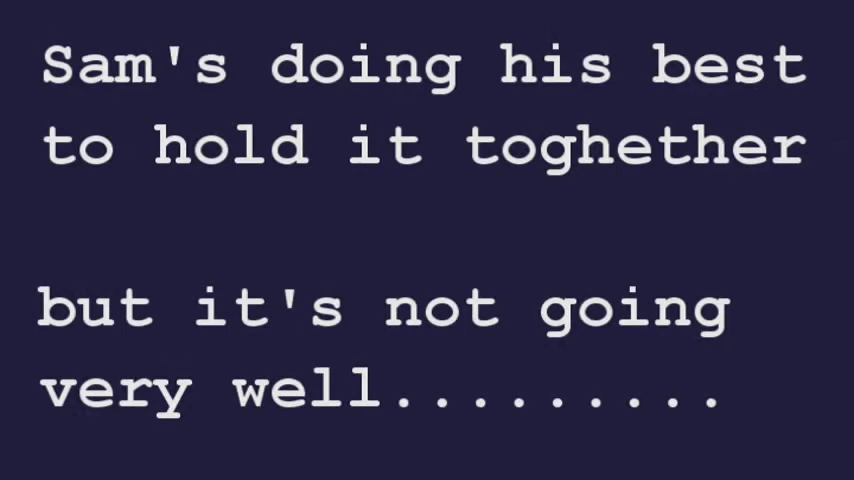 Sam's doing his best
to hold it toghether
but it's not going
very well.........